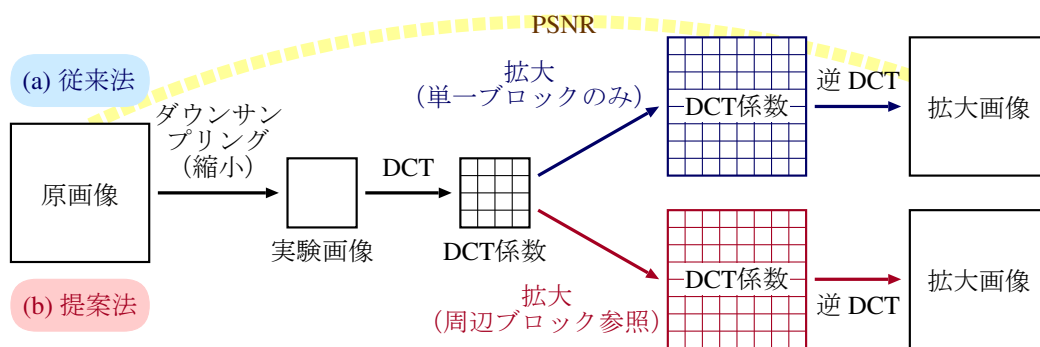 PSNR
(a) 従来法
拡大
（単一ブロックのみ）
逆 DCT
ダウンサン
プリング
（縮小）
DCT
DCT係数
拡大画像
原画像
実験画像
DCT係数
(b) 提案法
拡大
（周辺ブロック参照）
DCT係数
逆 DCT
拡大画像